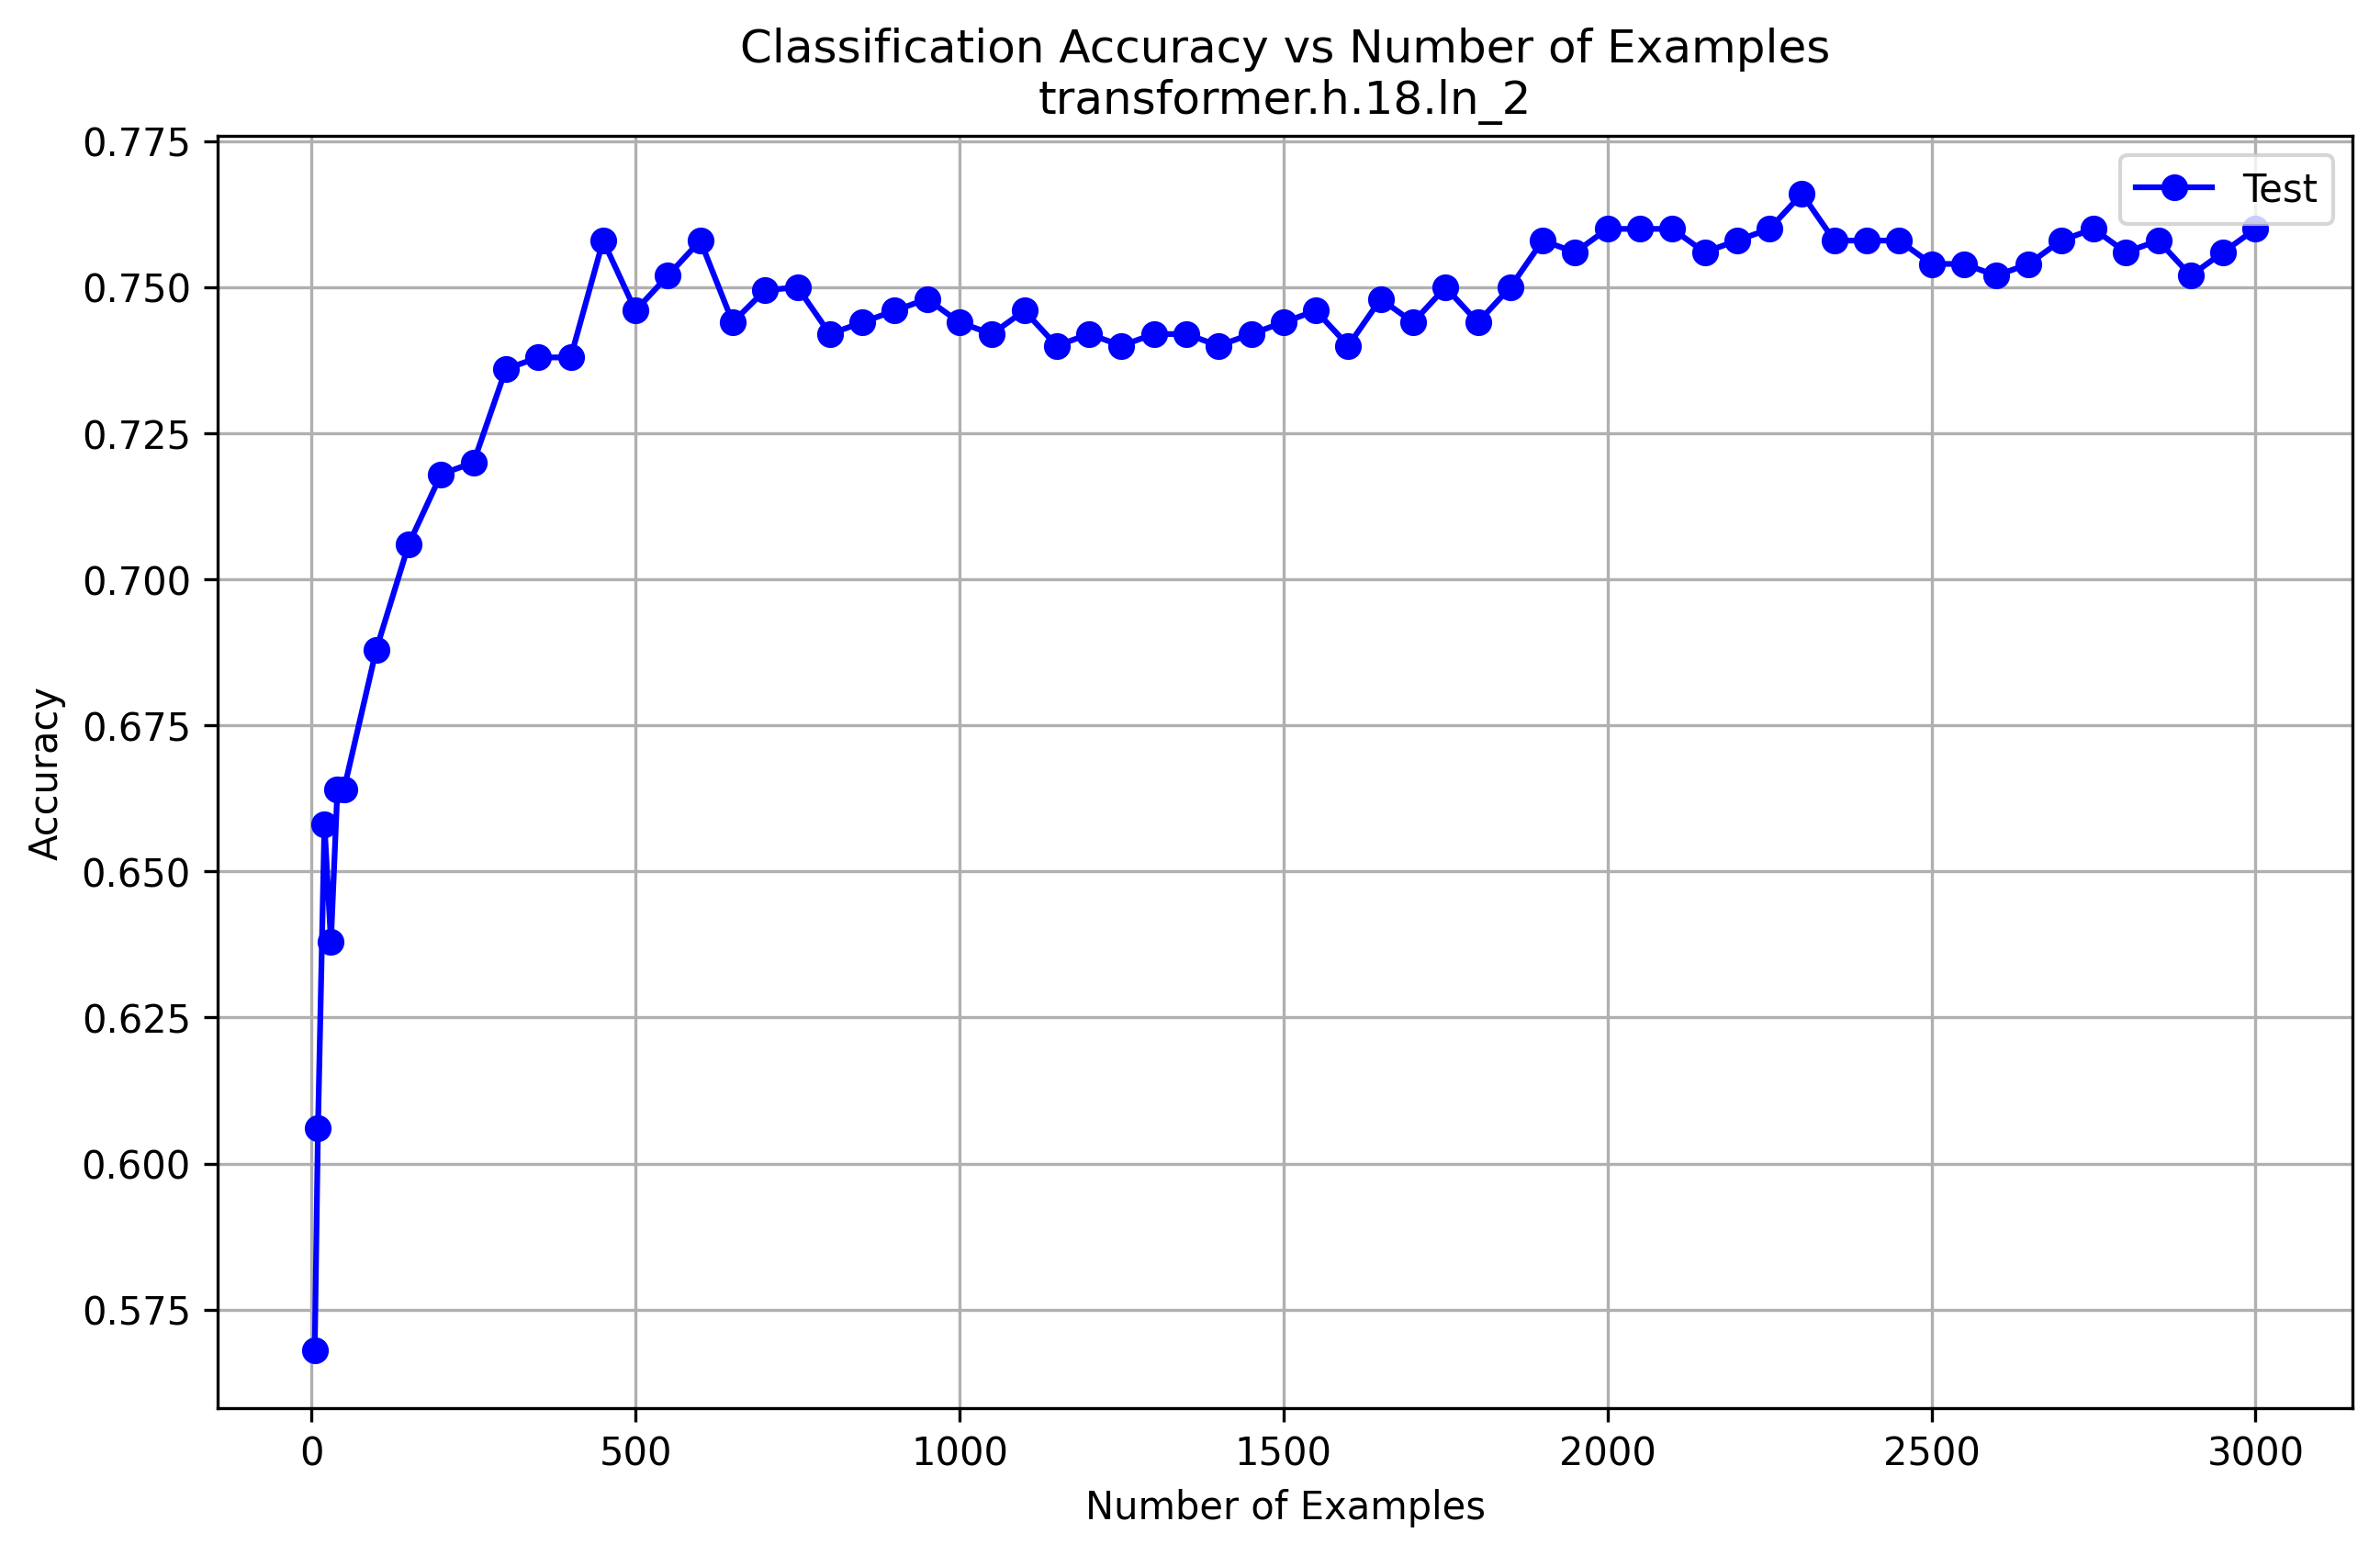 Classification Accuracy vs Number of Examples
transformer.h.18.ln_2
0.775
0.750
0.725
0.700
0.675
0.650
0.625
0.600
0.575
Accuracy
Test
0 500 1000 1500 2000 2500 3000
Number of Examples